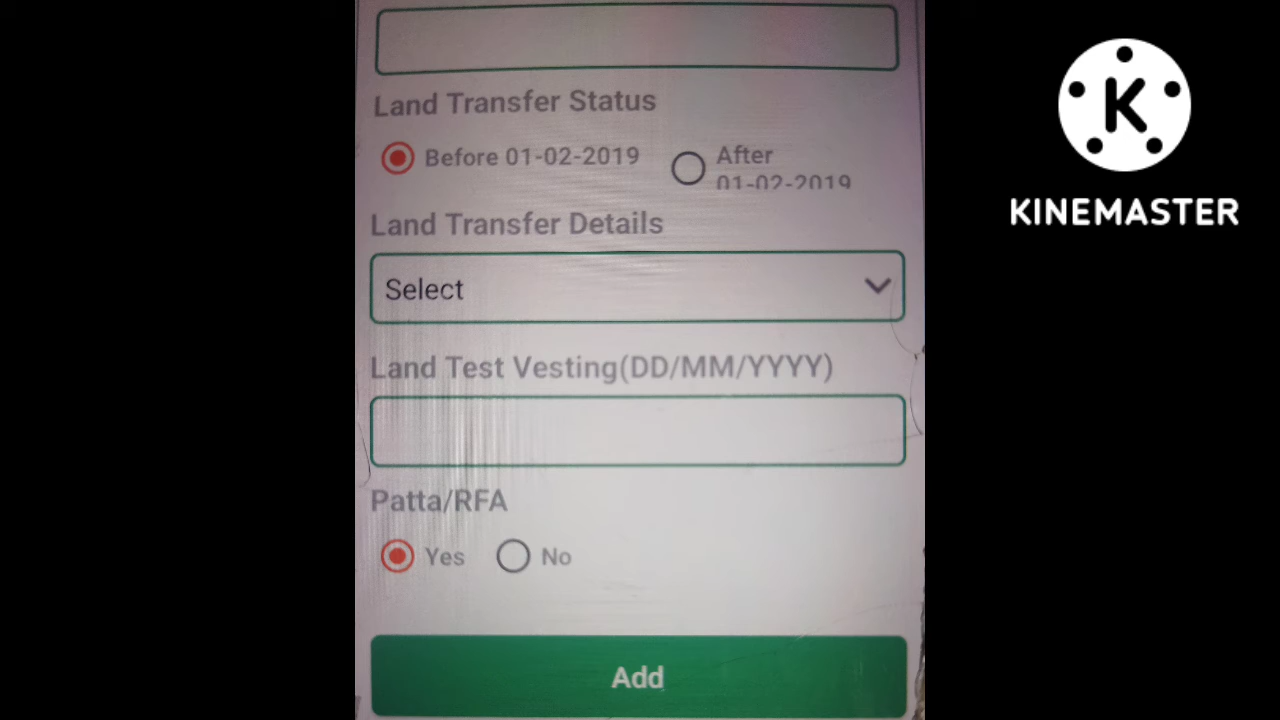 Land Transfer Status
Before 01-02-2019
After
01-02-2019
Land Transfer Details
Select
Land Test Vesting(DD/MM/YYYY)
Patta/RFA
Yes No
Add
K
KINEMASTER